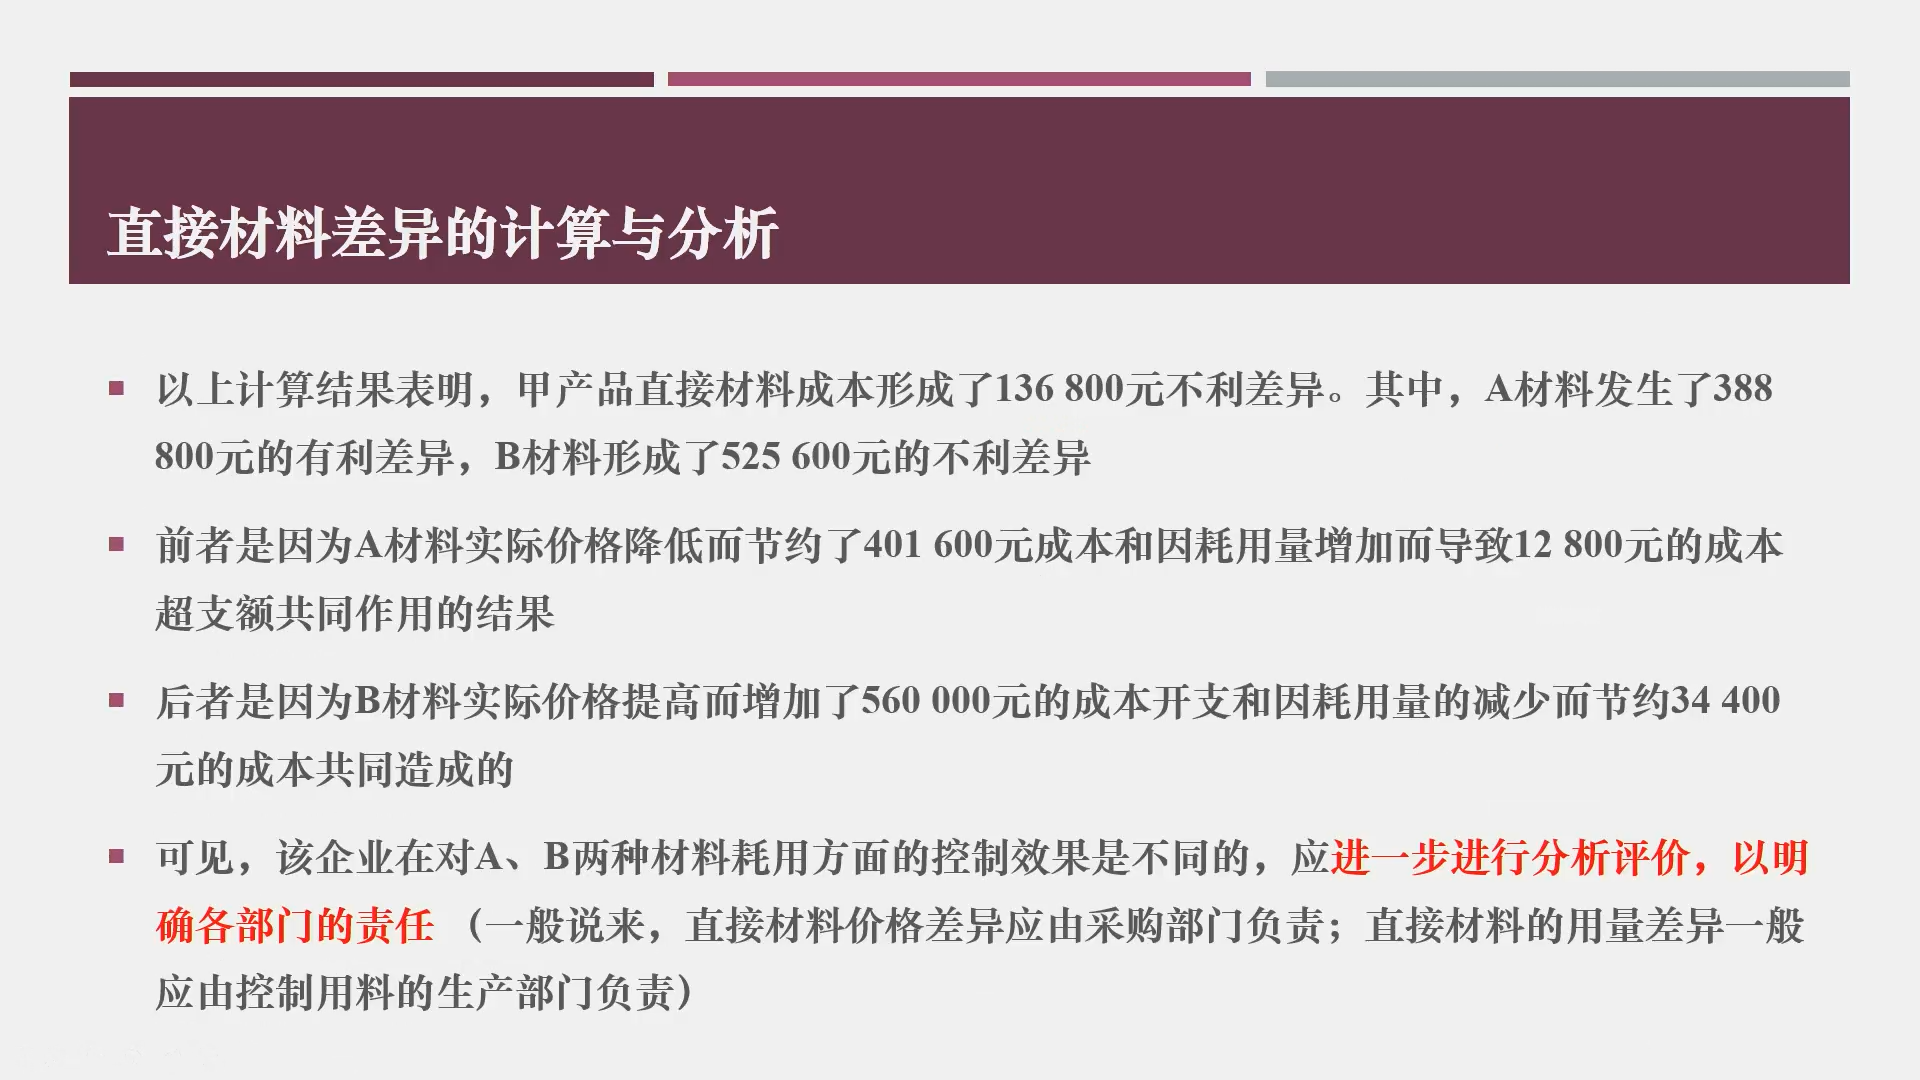 直接材料差异的计算与分析
以上计算结果表明，甲产品直接材料成本形成了136 800元不利差异。其中，A材料发生了388
800元的有利差异，B材料形成了525 600元的不利差异
前者是因为A材料实际价格降低而节约了401 600元成本和因耗用量增加而导致12 800元的成本
超支额共同作用的结果
后者是因为B材料实际价格提高而增加了560 000元的成本开支和因耗用量的减少而节约34 400
元的成本共同造成的
可见，该企业在对A、B两种材料耗用方面的控制效果是不同的，应进一步进行分析评价，以明
确各部门的责任 （一般说来，直接材料价格差异应由采购部门负责；直接材料的用量差异一般
应由控制用料的生产部门负责）